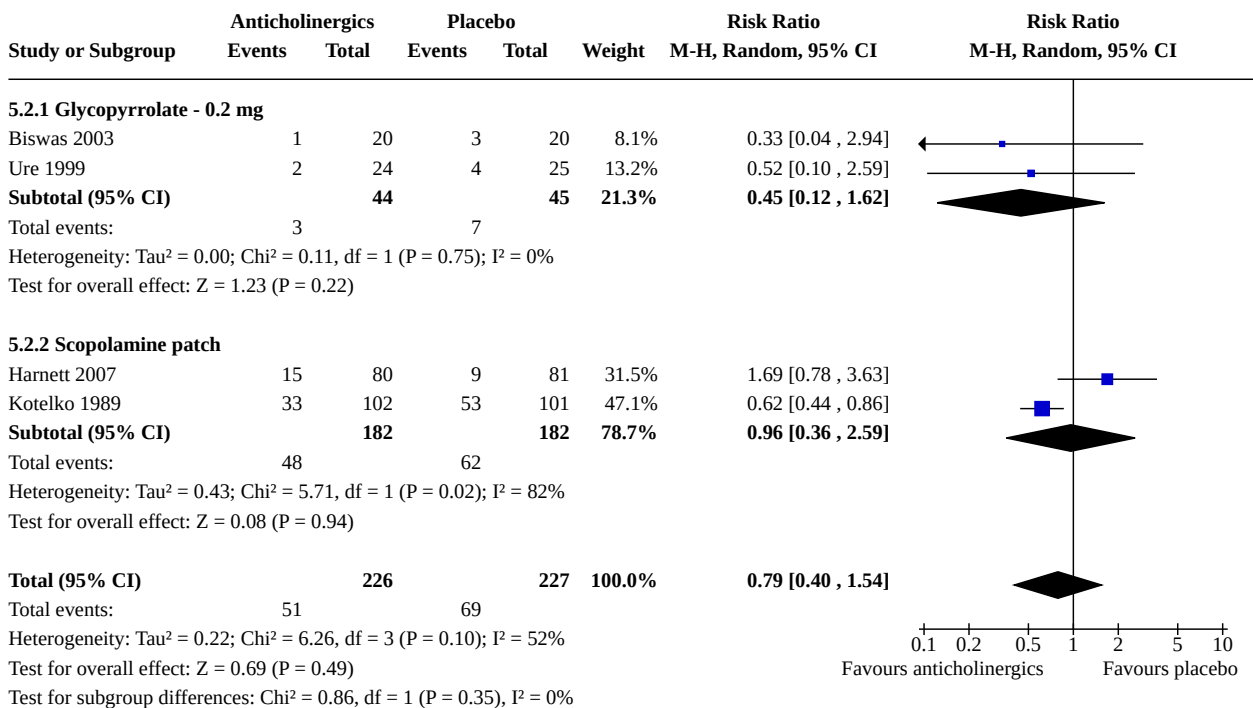 Anticholinergics Placebo Risk Ratio Risk Ratio
Study or Subgroup Events Total Events Total Weight M-H, Random, 95% CI M-H, Random, 95% CI
5.2.1 Glycopyrrolate - 0.2 mg
Biswas 2003 1 20 3 20 8.1% 0.33 [0.04 , 2.94]
Ure 1999 2 24 4 25 13.2% 0.52 [0.10 , 2.59]
Subtotal (95% CI) 44 45 21.3% 0.45 [0.12 , 1.62]
Total events: 3 7
Heterogeneity: Tau² = 0.00; Chi² = 0.11, df = 1 (P = 0.75); I² = 0%
Test for overall effect: Z = 1.23 (P = 0.22)
5.2.2 Scopolamine patch
Harnett 2007 15 80 9 81 31.5% 1.69 [0.78 , 3.63]
Kotelko 1989 33 102 53 101 47.1% 0.62 [0.44 , 0.86]
Subtotal (95% CI) 182 182 78.7% 0.96 [0.36 , 2.59]
Total events: 48 62
Heterogeneity: Tau² = 0.43; Chi² = 5.71, df = 1 (P = 0.02); I² = 82%
Test for overall effect: Z = 0.08 (P = 0.94)
Total (95% CI) 226 227 100.0% 0.79 [0.40 , 1.54]
Total events: 51 69
Heterogeneity: Tau² = 0.22; Chi² = 6.26, df = 3 (P = 0.10); I² = 52%
0.1 0.2 0.5 1 2 5 10
Test for overall effect: Z = 0.69 (P = 0.49)
Favours anticholinergics Favours placebo
Test for subgroup differences: Chi² = 0.86, df = 1 (P = 0.35), I² = 0%